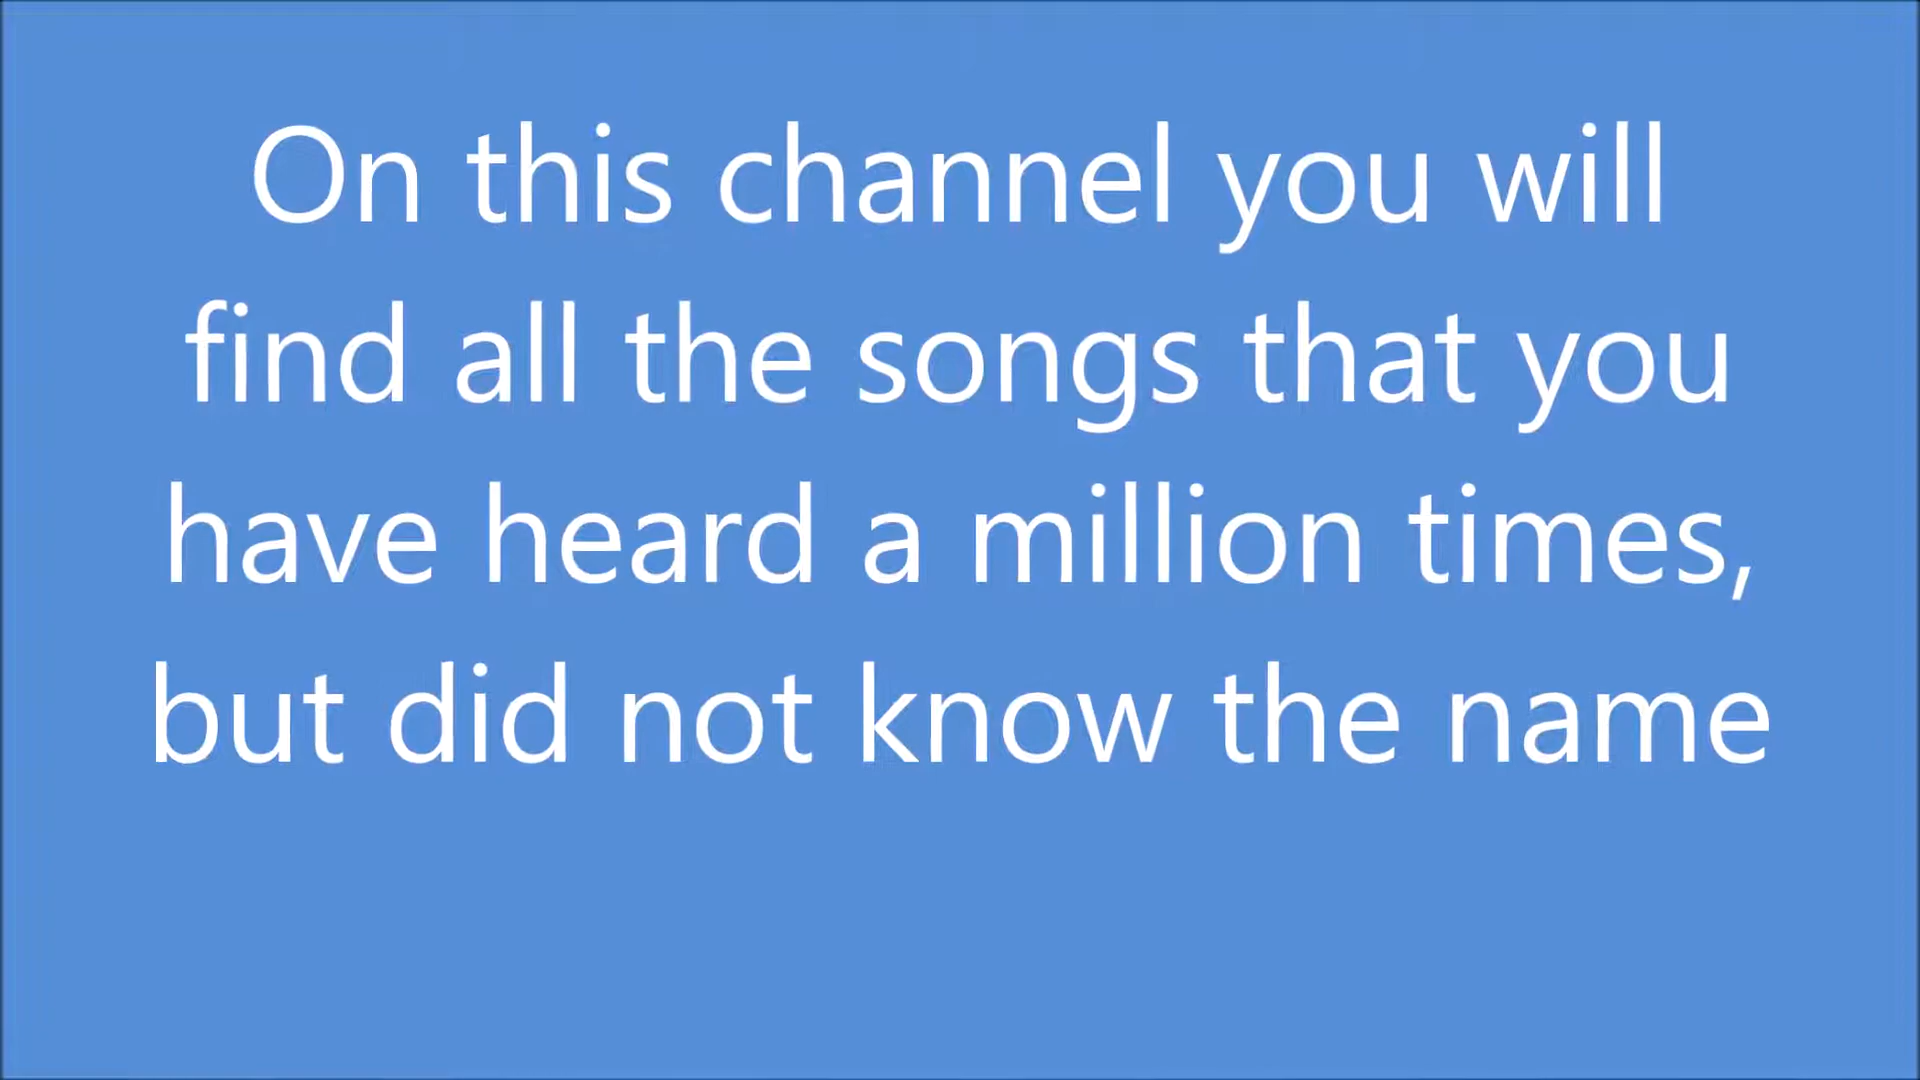 On this channel you will
find all the songs that you
have heard a million times,
but did not know the name